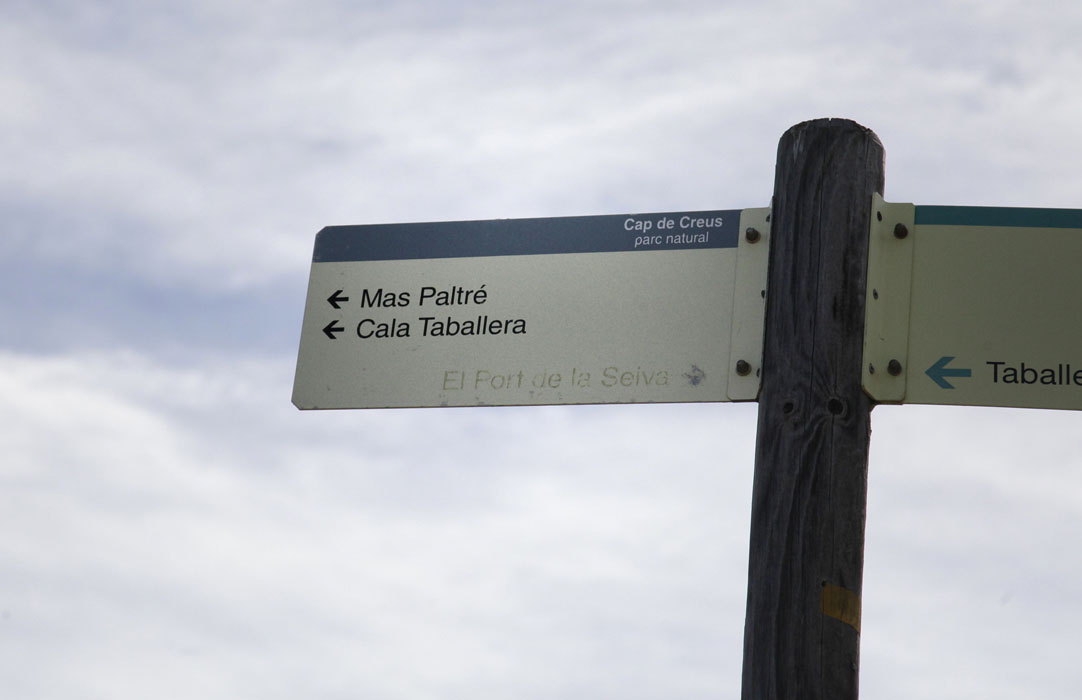 Cap de Creus
parc natural
← Mas Paltré
← Cala Taballera
El Port de la Selva →
← Taballe